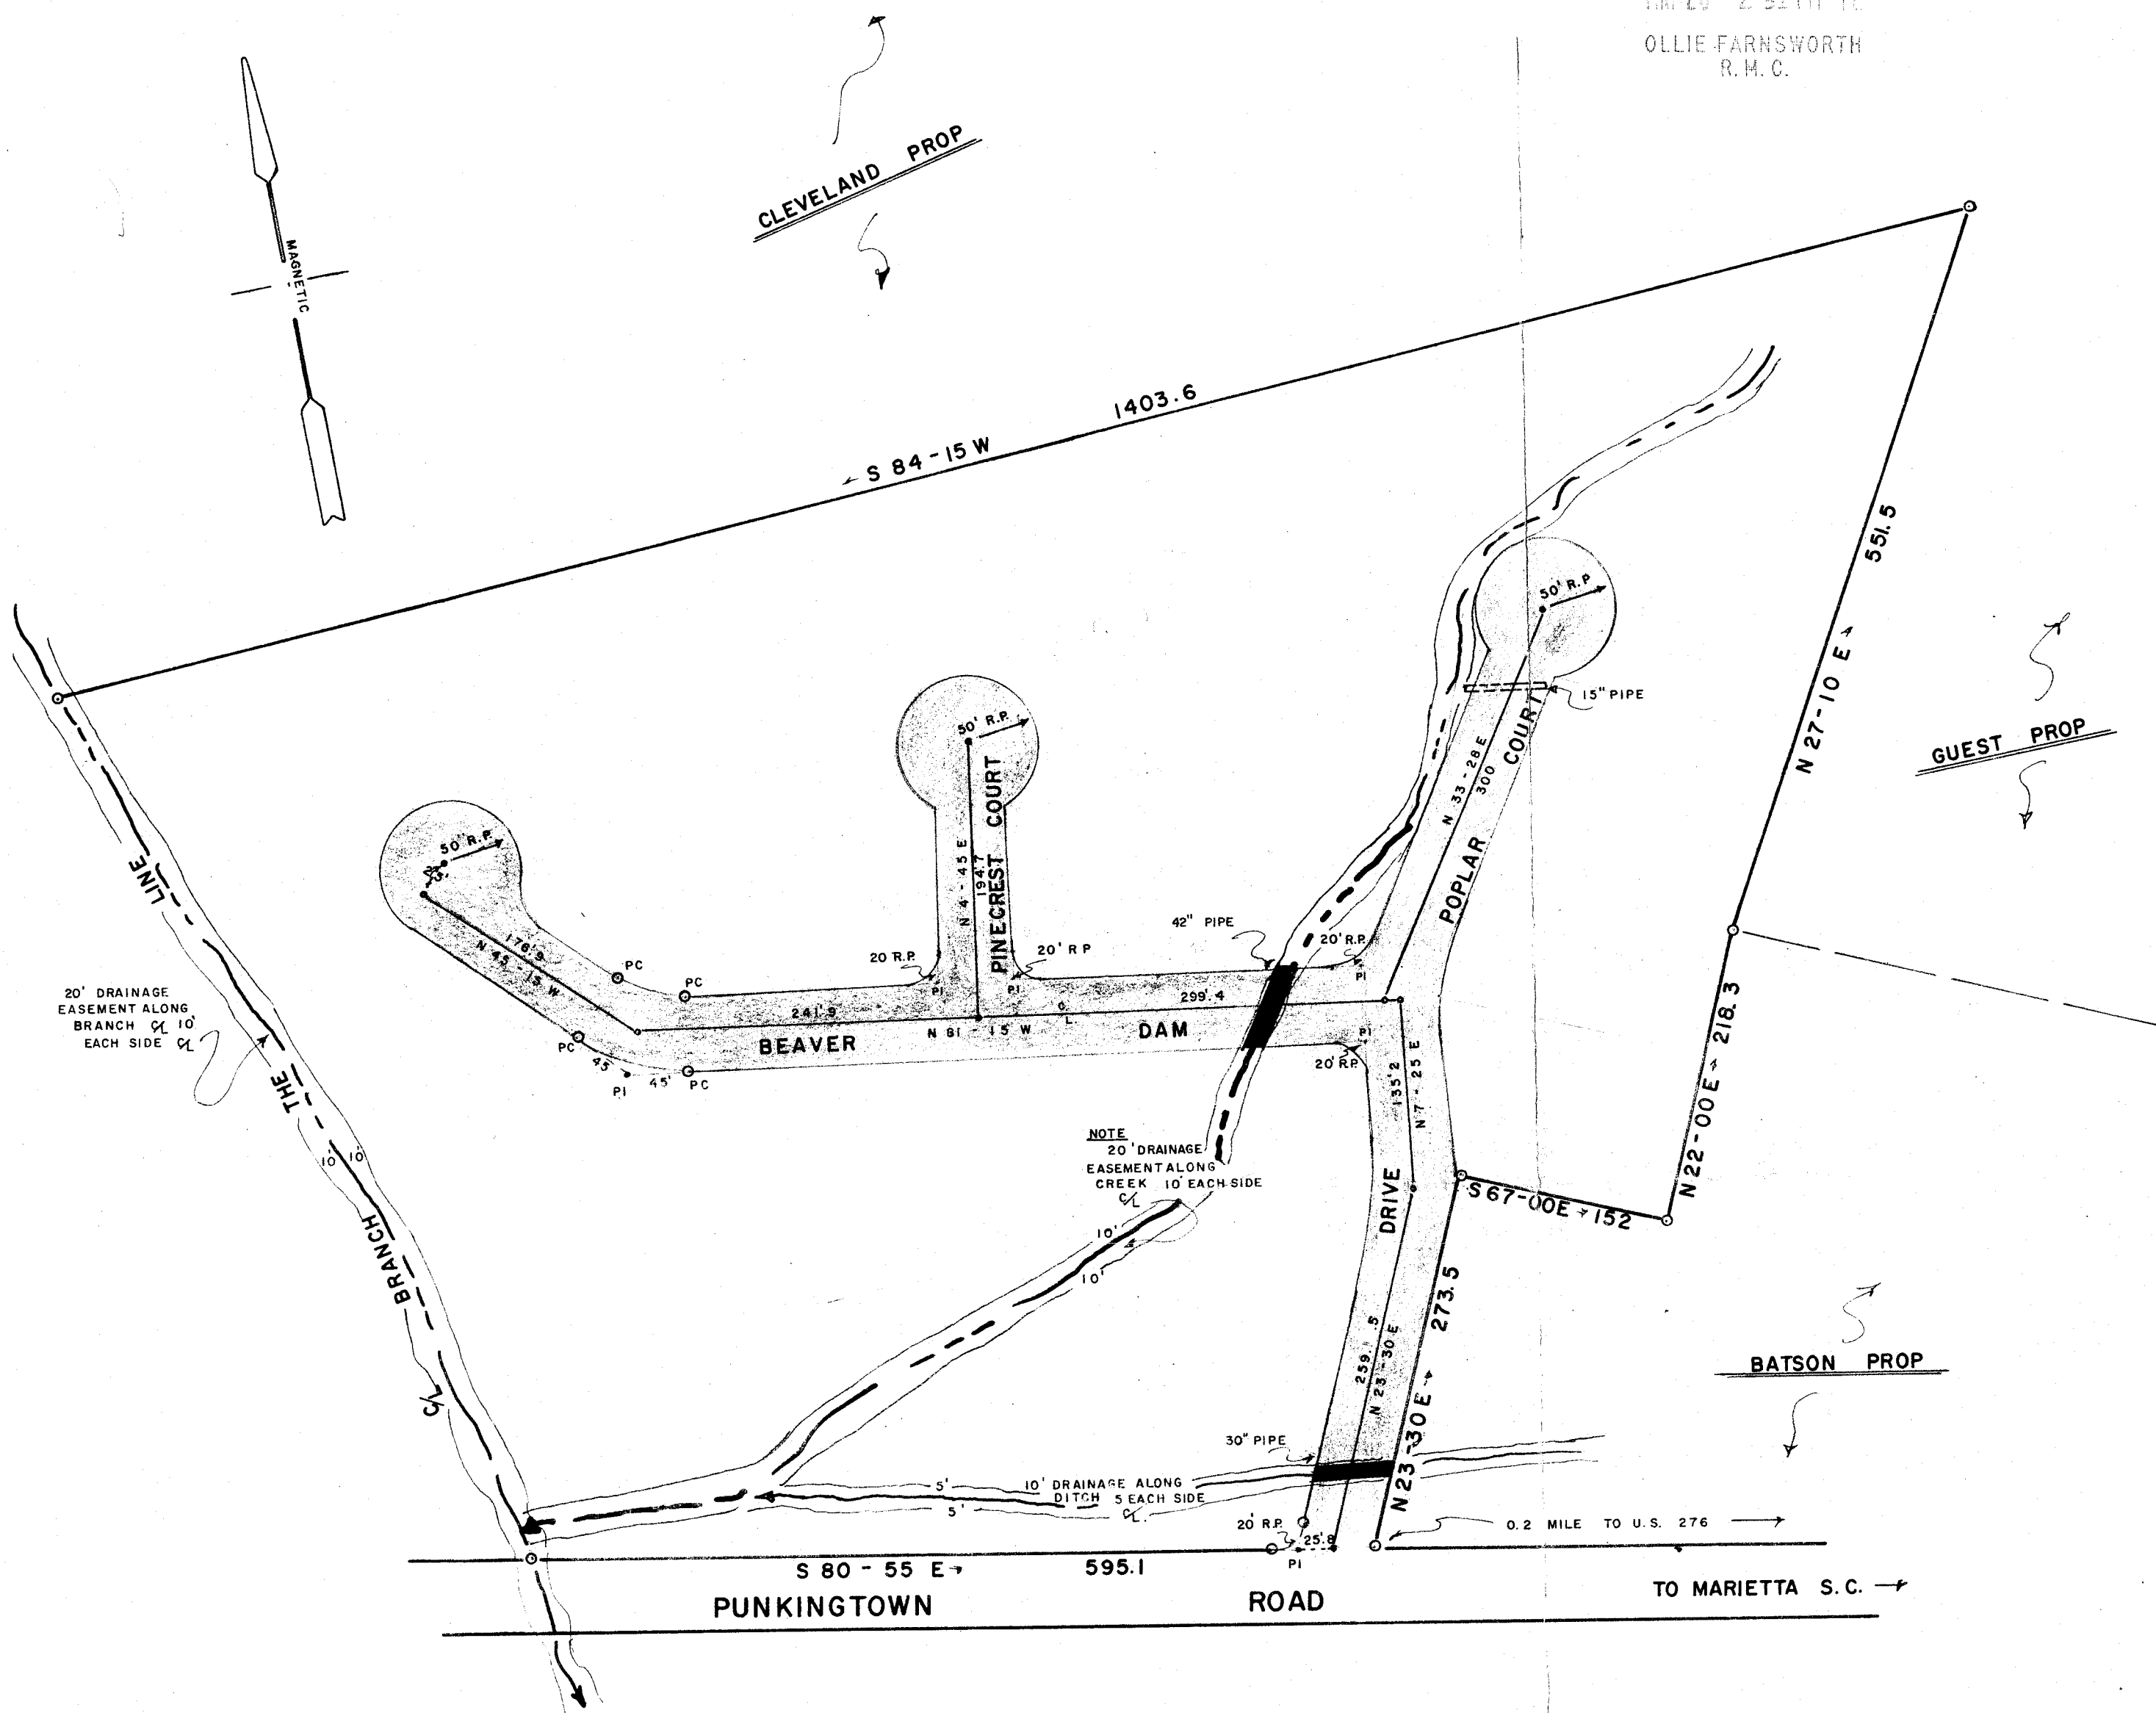 OLLIE FARNSWORTH
R.M.C.
CLEVELAND PROP
MAGNETIC
1403.6
← S 84-15 W
551.5
N 27-10 E →
GUEST PROP
50' R.P
15" PIPE
COURT
N 33-28 E
300
POPLAR
50' R.P.
PINECREST COURT
N 4-45 E
194.7
50' R.P.
176.9
N 45-15 W
PC
PC
20 R.P.
20' R P
42" PIPE
20' R.P.
PI
PI
PI
241.9
N 81-15 W
C
L
299.4
BEAVER
DAM
PC
45'
PI
45'
PC
20' R.P.
PI
135.2
N 7-25 E
LINE
THE
BRANCH
C/L
20' DRAINAGE
EASEMENT ALONG
BRANCH C/L 10'
EACH SIDE C/L
10' 10'
NOTE
20' DRAINAGE
EASEMENT ALONG
CREEK 10' EACH SIDE
C/L
10'
10'
DRIVE
218.3
N 22-00 E →
S 67-00 E → 152
273.5
N 23-30 E →
259.5
N 23-30 E
BATSON PROP
30" PIPE
5'
10' DRAINAGE ALONG
DITCH 5 EACH SIDE
C/L.
5'
20' R.P.
25.8
PI
0.2 MILE TO U.S. 276 →
S 80-55 E →
595.1
PUNKINGTOWN ROAD
TO MARIETTA S.C. →